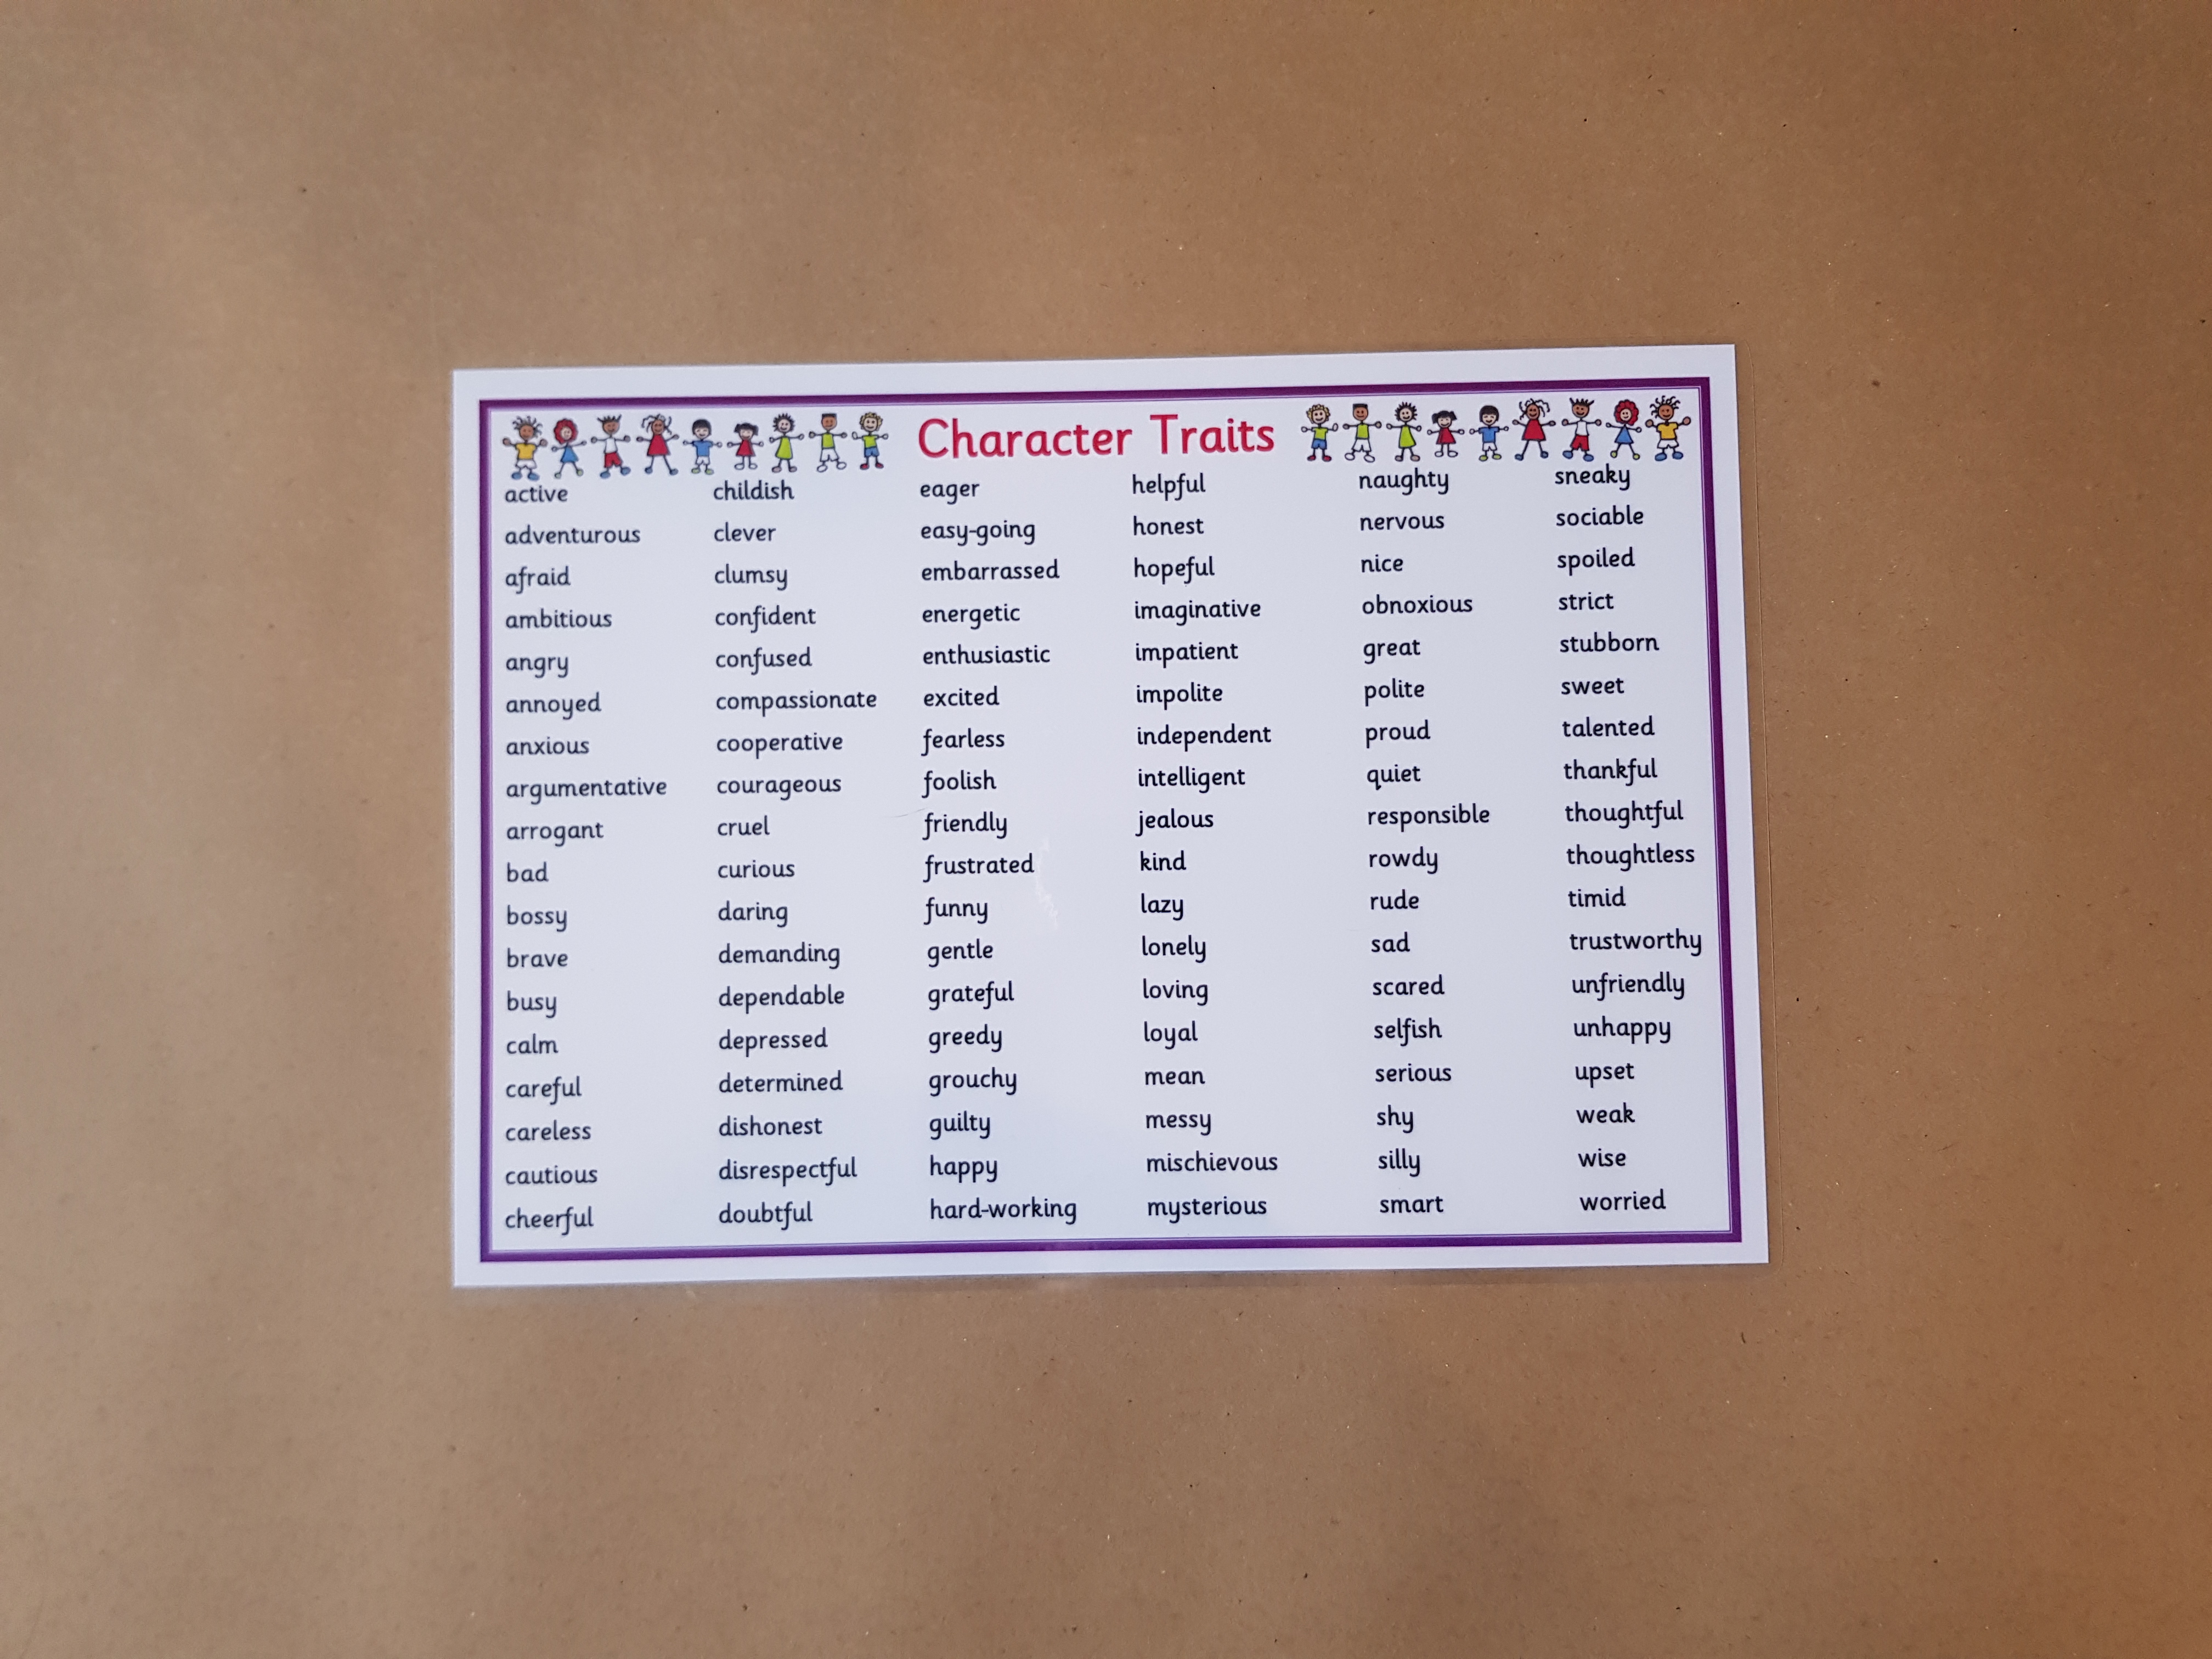 Character Traits
active childish eager helpful naughty sneaky
adventurous clever easy-going honest nervous sociable
afraid clumsy embarrassed hopeful nice spoiled
ambitious confident energetic imaginative obnoxious strict
angry confused enthusiastic impatient great stubborn
annoyed compassionate excited impolite polite sweet
anxious cooperative fearless independent proud talented
argumentative courageous foolish intelligent quiet thankful
arrogant cruel friendly jealous responsible thoughtful
bad curious frustrated kind rowdy thoughtless
bossy daring funny lazy rude timid
brave demanding gentle lonely sad trustworthy
busy dependable grateful loving scared unfriendly
calm depressed greedy loyal selfish unhappy
careful determined grouchy mean serious upset
careless dishonest guilty messy shy weak
cautious disrespectful happy mischievous silly wise
cheerful doubtful hard-working mysterious smart worried